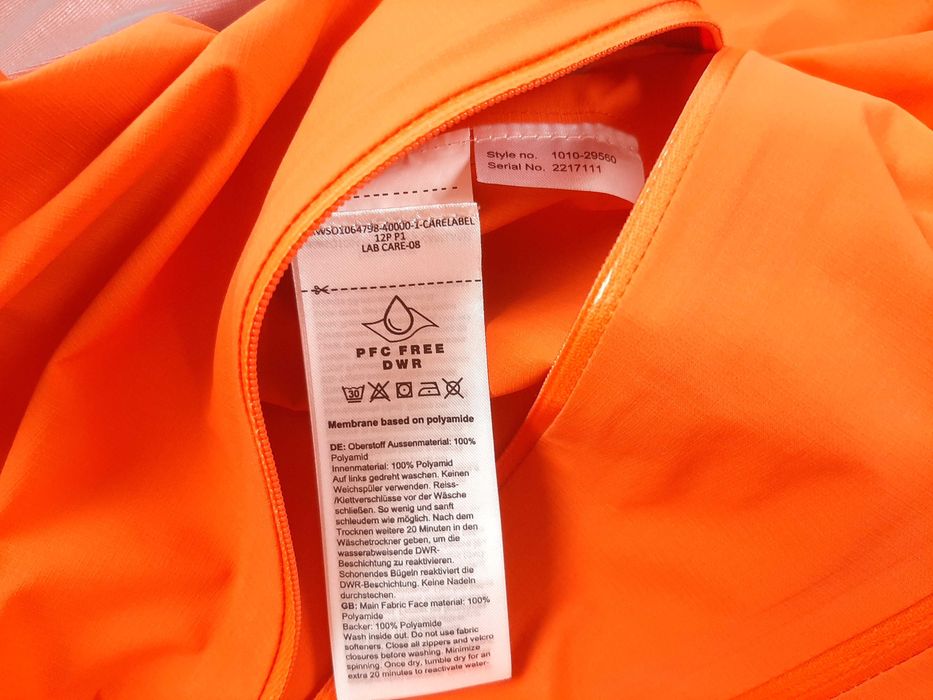 Style no. 1010-29560
Serial No. 2217111
WSO1064798-40000-1-CARELABEL
12P P1
LAB CARE-08
PFC FREE
DWR
30
Membrane based on polyamide
DE: Oberstoff Aussenmaterial: 100%
Polyamid
Innenmaterial: 100% Polyamid
Auf links gedreht waschen. Keinen
Weichspüler verwenden. Reiss-
/Klettverschlüsse vor der Wäsche
schließen. So wenig und sanft
schleudern wie möglich. Nach dem
Trocknen weitere 20 Minuten in den
Wäschetrockner geben, um die
wasserabweisende DWR-
Beschichtung zu reaktivieren.
Schonendes Bügeln reaktiviert die
DWR-Beschichtung. Keine Nadeln
durchstechen.
GB: Main Fabric Face material: 100%
Polyamide
Backer: 100% Polyamide
Wash inside out. Do not use fabric
softeners. Close all zippers and velcro
closures before washing. Minimize
spinning. Once dry, tumble dry for an
extra 20 minutes to reactivate water-